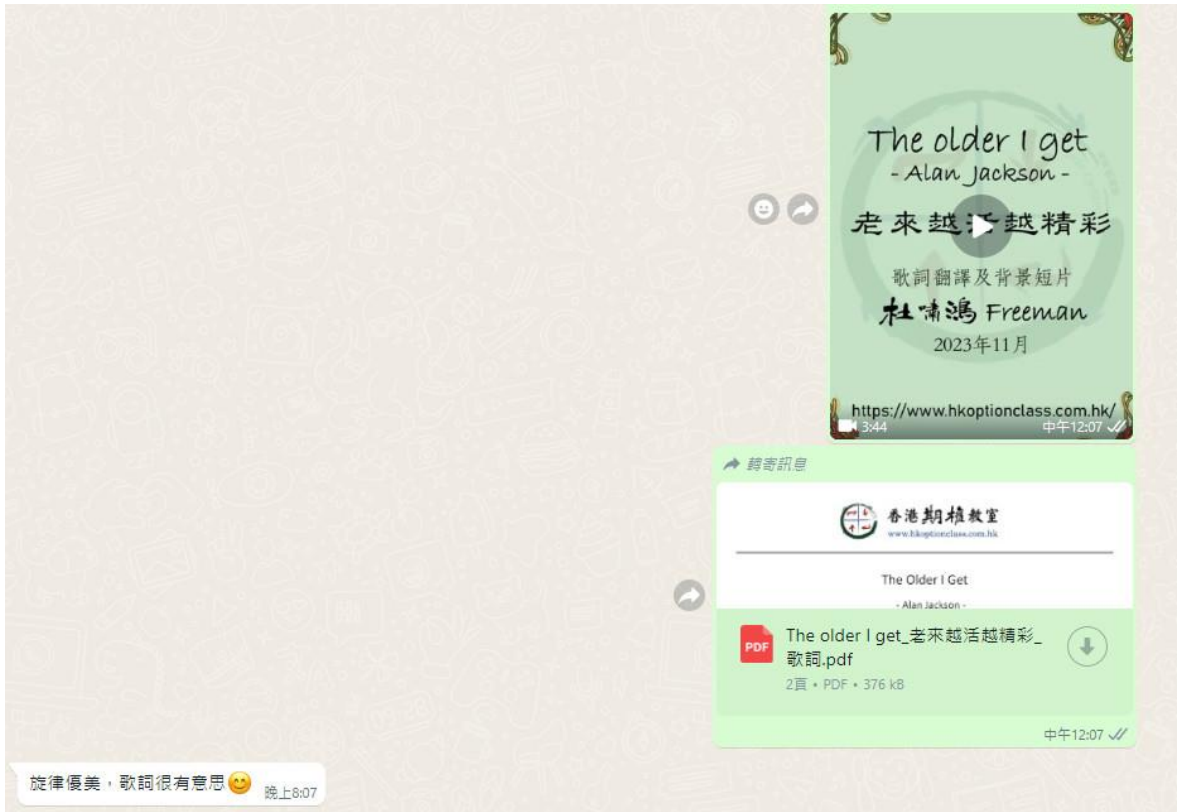 The older I get
- Alan Jackson -
老來越活越精彩
歌詞翻譯及背景短片
杜嘯鴻 Freeman
2023年11月
https://www.hkoptionclass.com.hk/
3:44 中午12:07
轉寄訊息
香港期權教室
www.hkoptionclass.com.hk
The Older I Get
- Alan Jackson -
PDF
The older I get_老來越活越精彩_
歌詞.pdf
2頁 • PDF • 376 kB
中午12:07
旋律優美，歌詞很有意思😊 晚上8:07